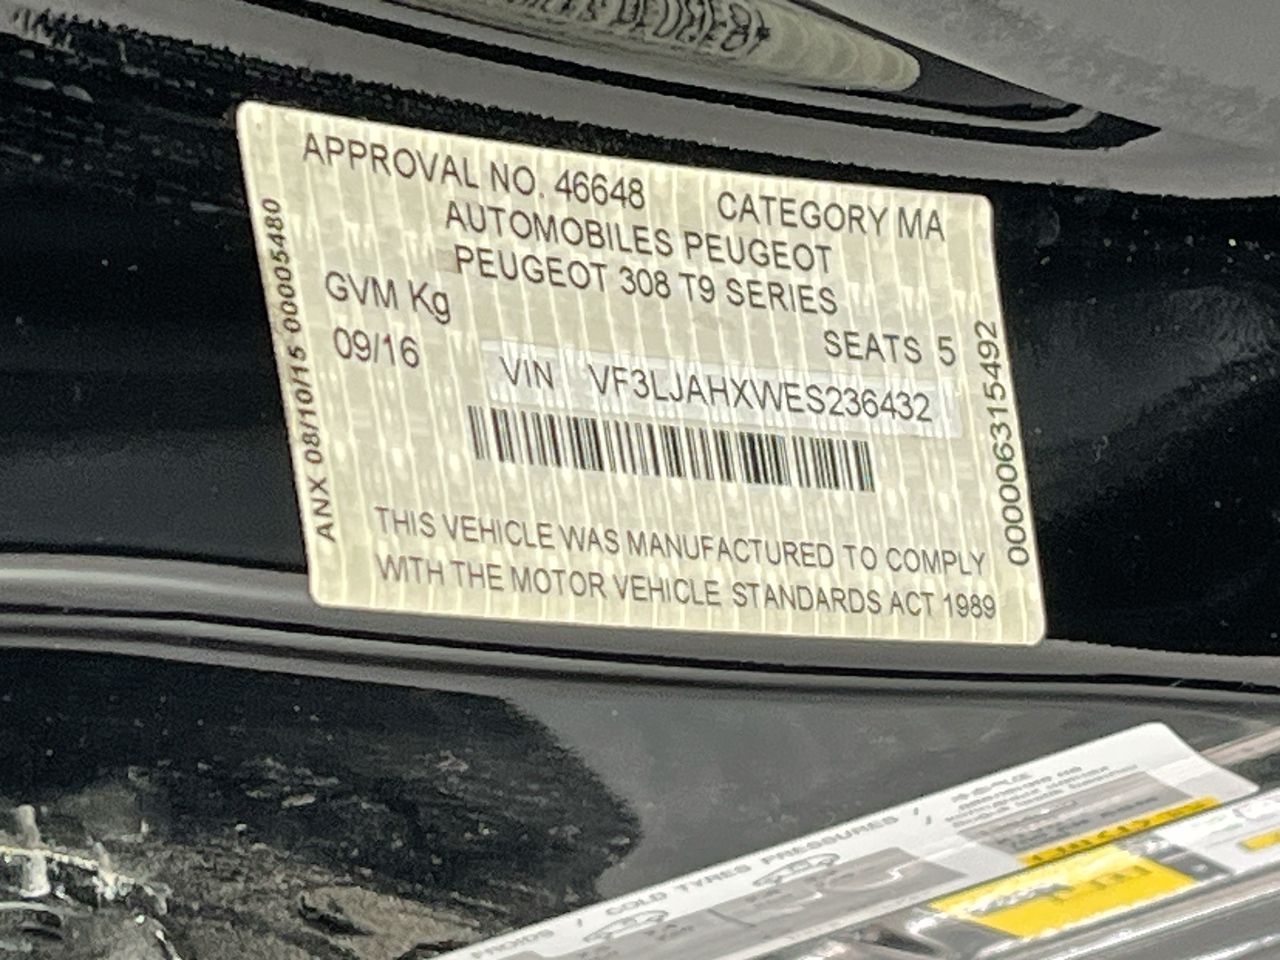 APPROVAL NO. 46648 CATEGORY MA
AUTOMOBILES PEUGEOT
PEUGEOT 308 T9 SERIES
GVM Kg
SEATS 5
09/16
VIN VF3LJAHXWES236432
THIS VEHICLE WAS MANUFACTURED TO COMPLY
WITH THE MOTOR VEHICLE STANDARDS ACT 1989
ANX 08/10/15 00005480
000006315492
FROIDS / COLD TYRES PRESSURES /